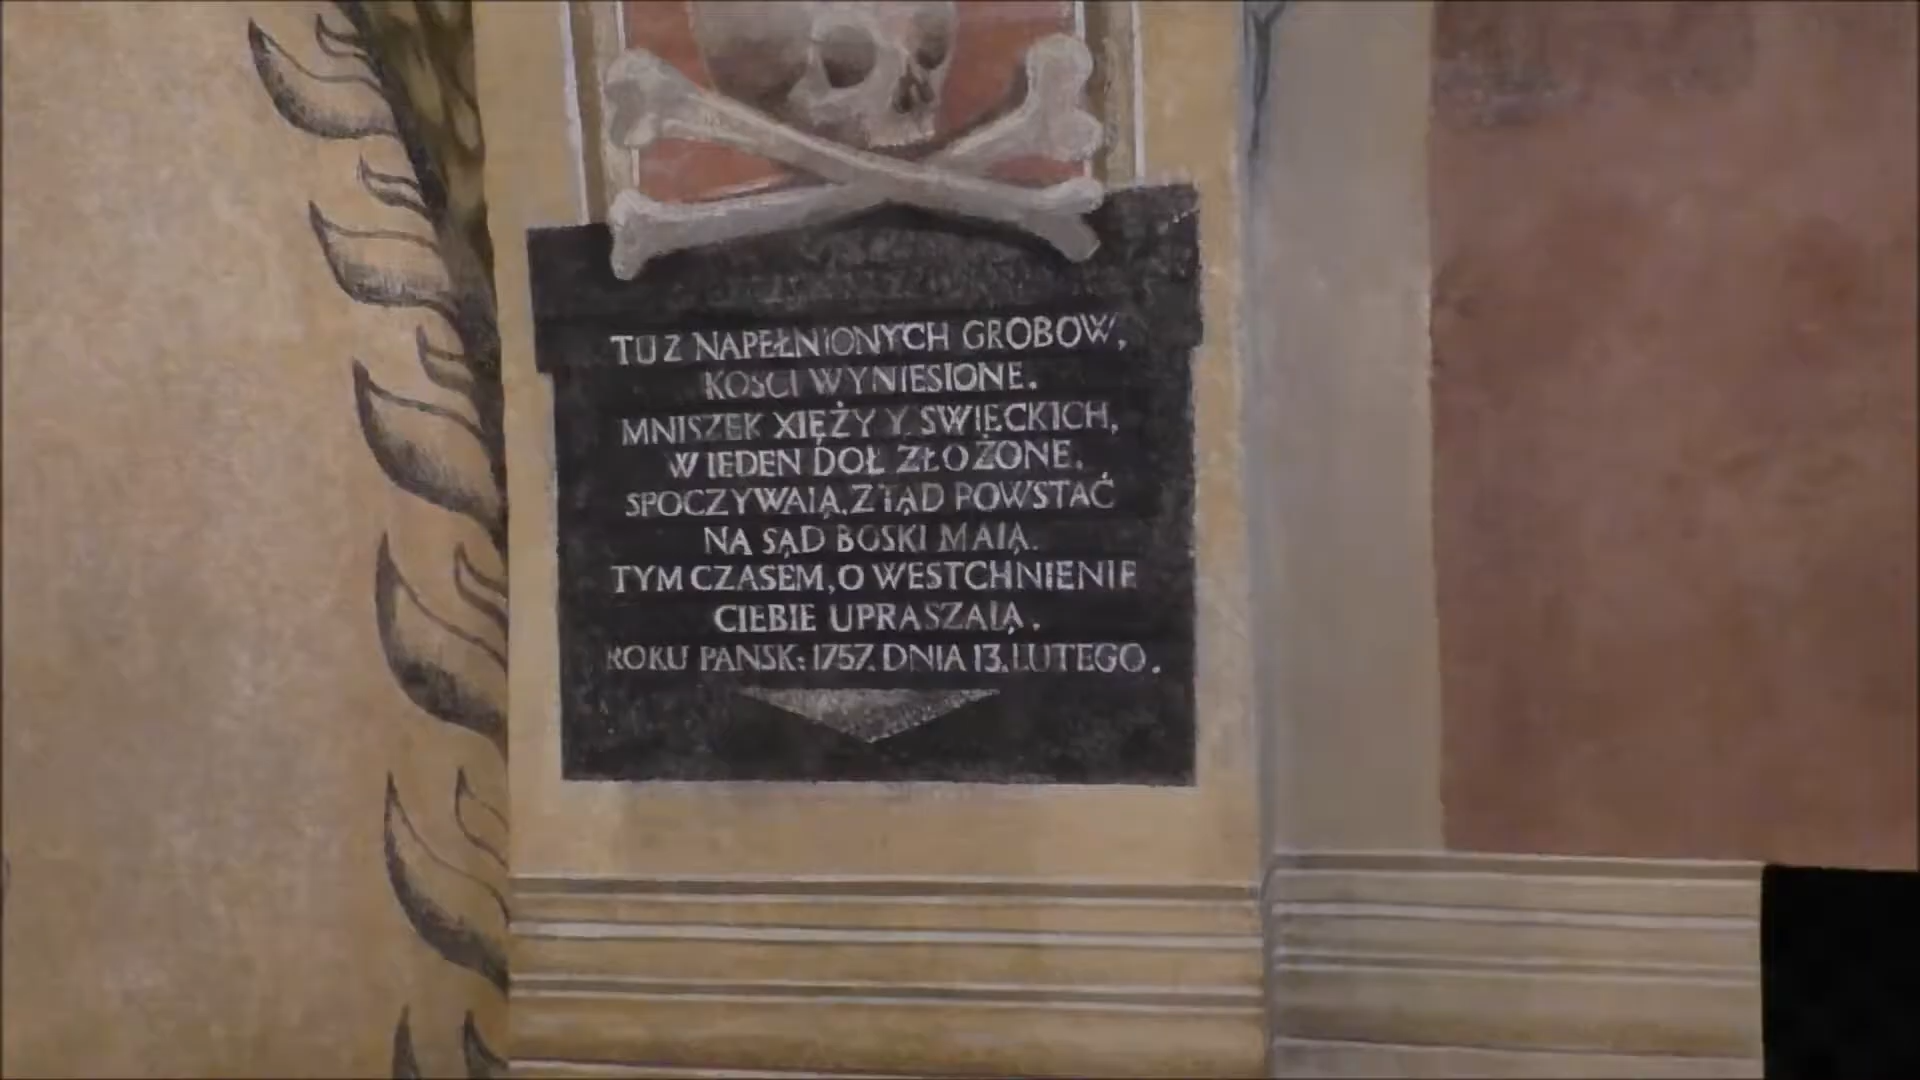 TU Z NAPEŁNIONYCH GROBOW,
KOSCI WYNIESIONE.
MNISZEK XIĘŻY Y SWIECKICH,
W IEDEN DOŁ ZŁOŻONE.
SPOCZYWAIĄ, Z TĄD POWSTAĆ
NA SĄD BOSKI MAIĄ.
TYM CZASEM, O WESTCHNIENIE
CIEBIE UPRASZAIĄ.
ROKU PANSK: 1757. DNIA 13. LUTEGO.